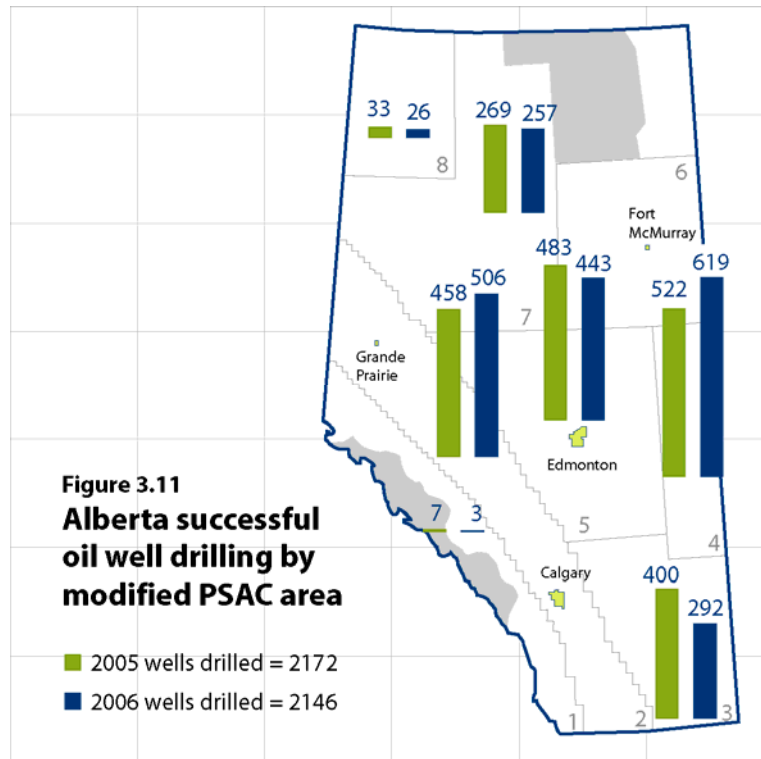 33 26
269 257
8
6
Fort
McMurray
483 443
619
458 506
522
7
Grande
Prairie
Edmonton
Figure 3.11
Alberta successful
oil well drilling by
modified PSAC area
7 3
5
4
Calgary
400
292
2005 wells drilled = 2172
2006 wells drilled = 2146
1
2
3